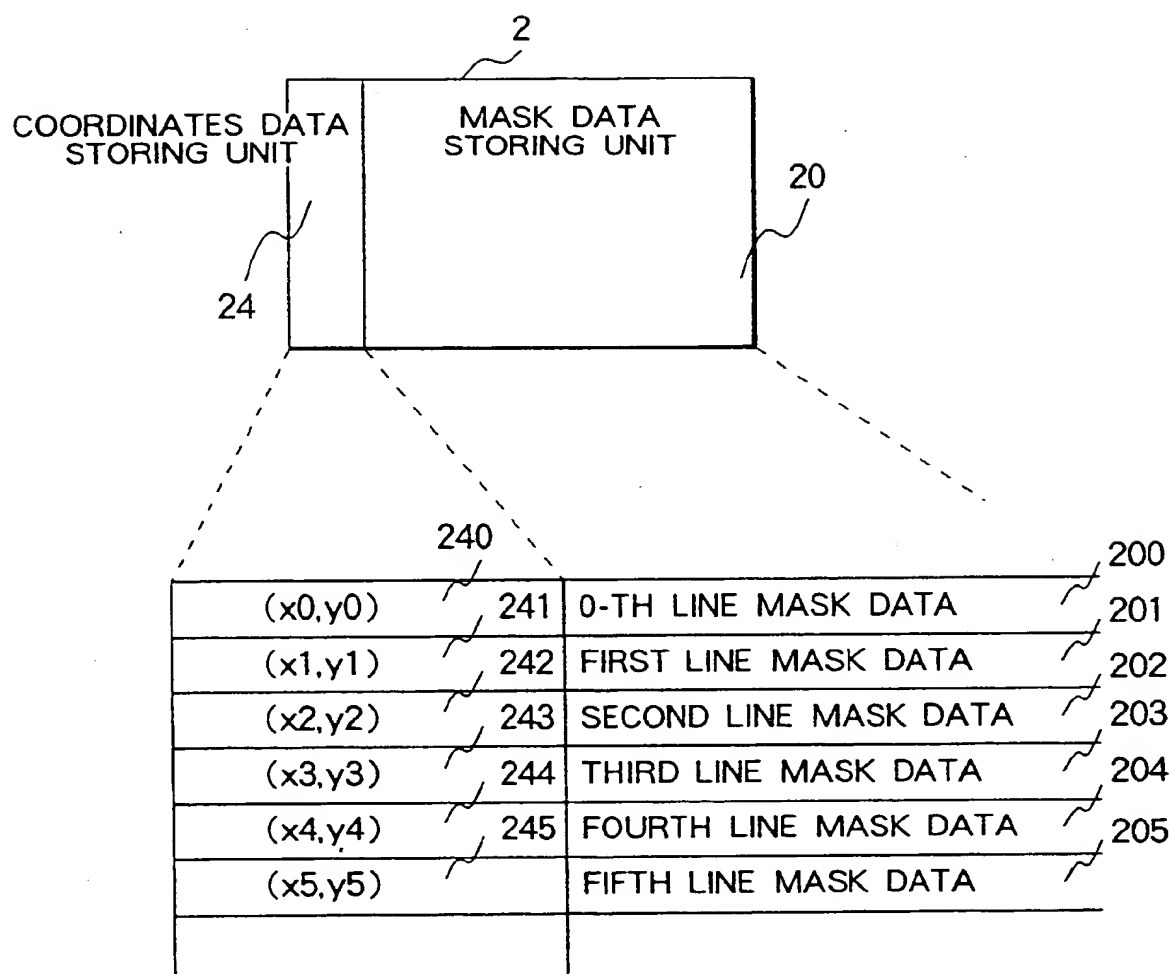 2
COORDINATES DATA
STORING UNIT
MASK DATA
STORING UNIT
20
24
240
200
(x0,y0) 241 0-TH LINE MASK DATA 201
(x1,y1) 242 FIRST LINE MASK DATA 202
(x2,y2) 243 SECOND LINE MASK DATA 203
(x3,y3) 244 THIRD LINE MASK DATA 204
(x4,y4) 245 FOURTH LINE MASK DATA 205
(x5,y5) FIFTH LINE MASK DATA